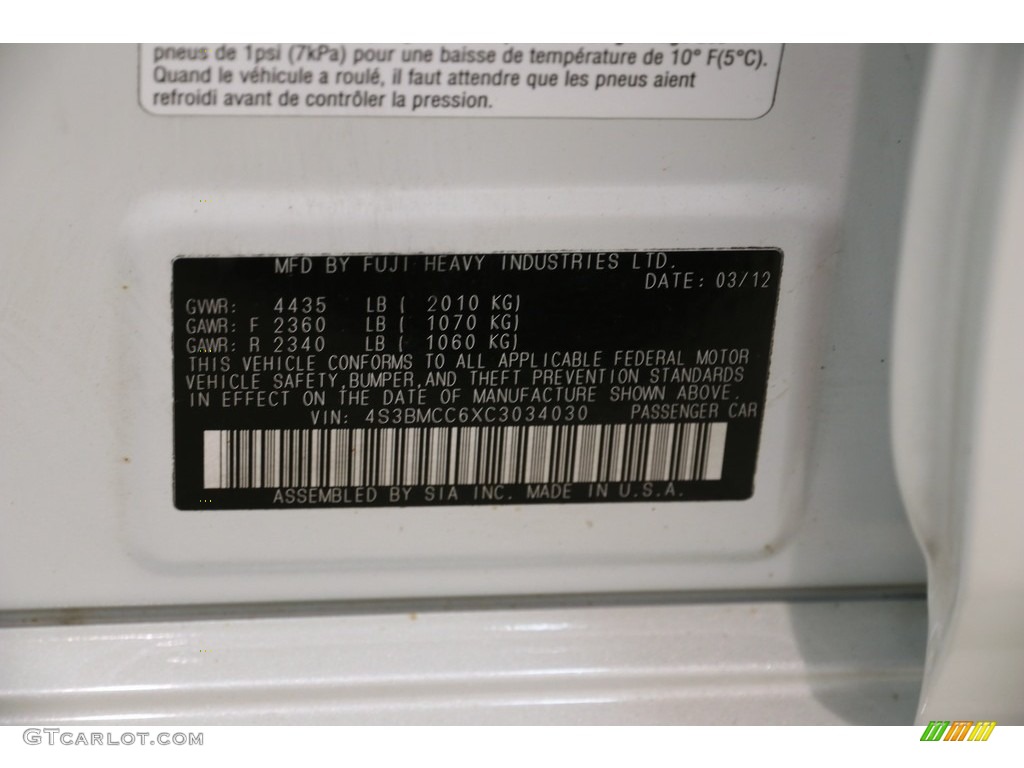 pneus de 1psi (7kPa) pour une baisse de température de 10° F(5°C).
Quand le véhicule a roulé, il faut attendre que les pneus aient
refroidi avant de contrôler la pression.
MFD BY FUJI HEAVY INDUSTRIES LTD.
DATE: 03/12
GVWR: 4435 LB ( 2010 KG)
GAWR: F 2360 LB ( 1070 KG)
GAWR: R 2340 LB ( 1060 KG)
THIS VEHICLE CONFORMS TO ALL APPLICABLE FEDERAL MOTOR
VEHICLE SAFETY,BUMPER,AND THEFT PREVENTION STANDARDS
IN EFFECT ON THE DATE OF MANUFACTURE SHOWN ABOVE.
VIN: 4S3BMCC6XC3034030 PASSENGER CAR
ASSEMBLED BY SIA INC. MADE IN U.S.A.
GTCARLOT.COM